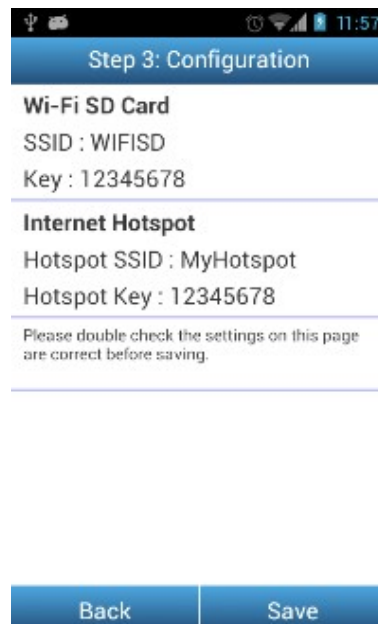 11:57
Step 3: Configuration
Wi-Fi SD Card
SSID : WIFISD
Key : 12345678
Internet Hotspot
Hotspot SSID : MyHotspot
Hotspot Key : 12345678
Please double check the settings on this page
are correct before saving.
Back Save